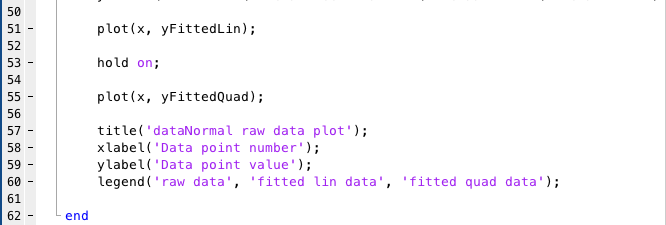 50
51 - plot(x, yFittedLin);
52
53 - hold on;
54
55 - plot(x, yFittedQuad);
56
57 - title('dataNormal raw data plot');
58 - xlabel('Data point number');
59 - ylabel('Data point value');
60 - legend('raw data', 'fitted lin data', 'fitted quad data');
61
62 - end